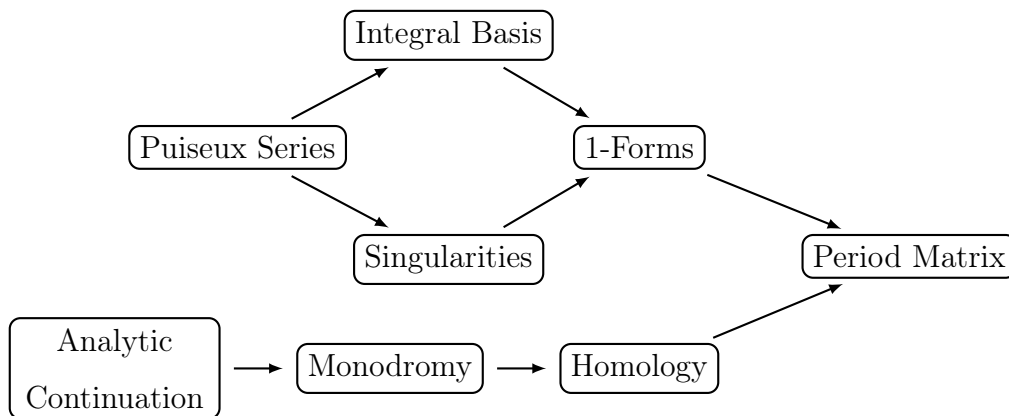 Integral Basis
Puiseux Series
1-Forms
Singularities
Period Matrix
Analytic
Continuation
Monodromy
Homology